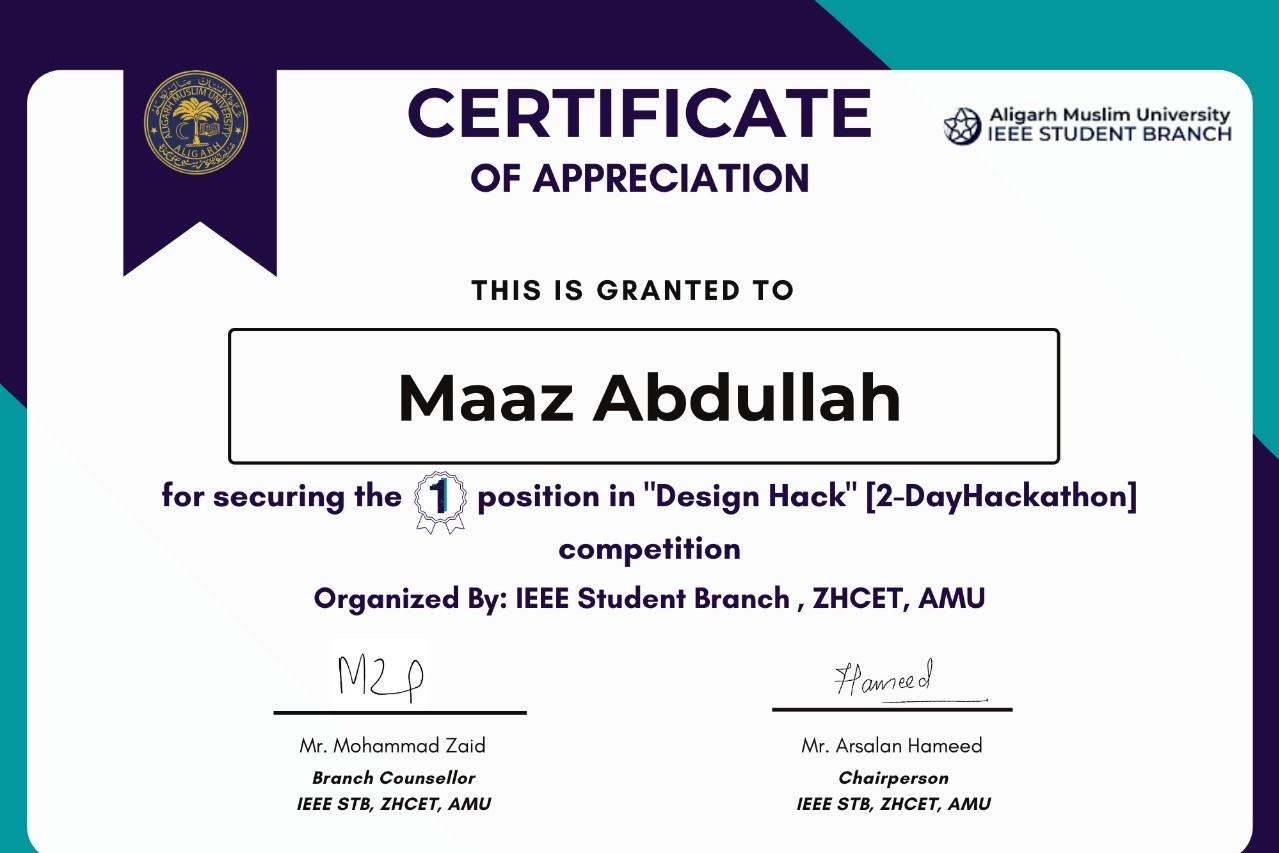 ALIGARH MUSLIM UNIVERSITY
ALIGARH
CERTIFICATE
OF APPRECIATION
Aligarh Muslim University
IEEE STUDENT BRANCH
THIS IS GRANTED TO
Maaz Abdullah
for securing the 1 position in "Design Hack" [2-DayHackathon]
competition
Organized By: IEEE Student Branch , ZHCET, AMU
Hameed
Mr. Mohammad Zaid
Branch Counsellor
IEEE STB, ZHCET, AMU
Mr. Arsalan Hameed
Chairperson
IEEE STB, ZHCET, AMU